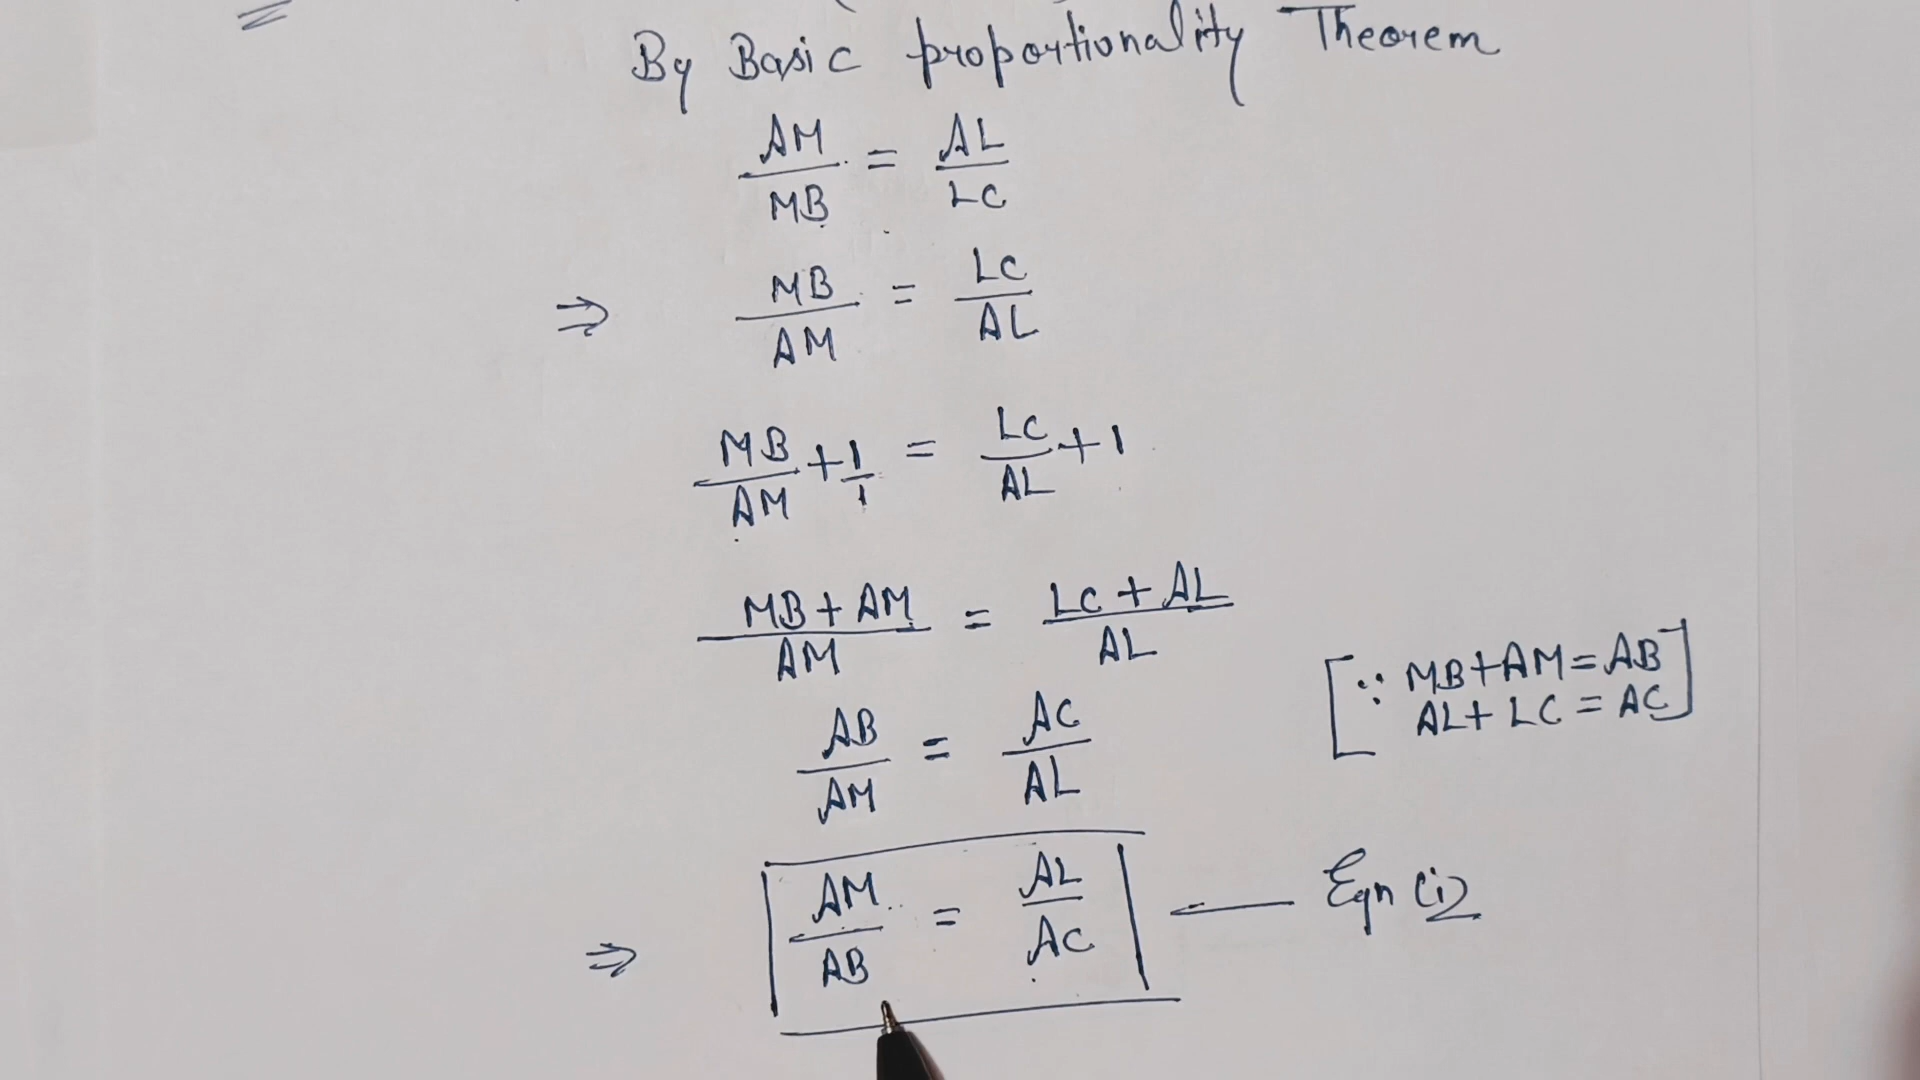 By Basic proportionality Theorem
AM/MB = AL/LC
⇒ MB/AM = LC/AL
MB/AM + 1/1 = LC/AL + 1
MB + AM/AM = LC + AL/AL
[∵ MB + AM = AB
AL + LC = AC]
AB/AM = AC/AL
⇒ AM/AB = AL/AC ← Eqn (i)